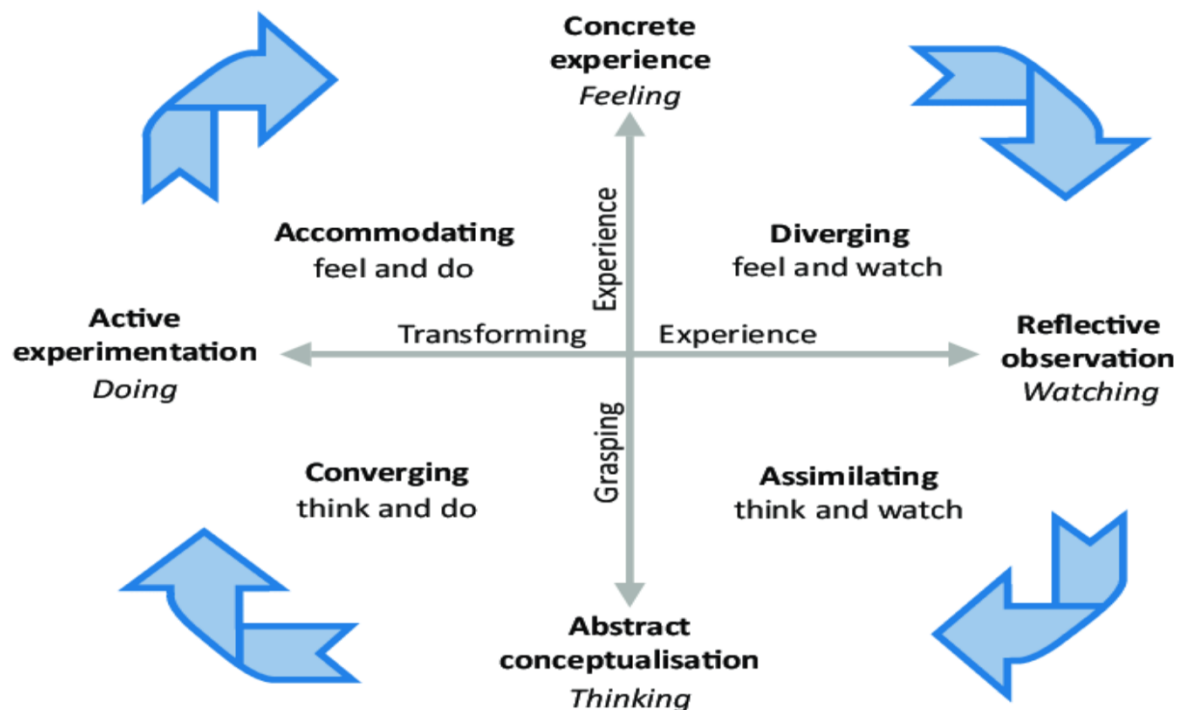 Concrete
experience
Feeling
Accommodating
feel and do
Diverging
feel and watch
Experience
Active
experimentation
Doing
Transforming
Experience
Reflective
observation
Watching
Grasping
Converging
think and do
Assimilating
think and watch
Abstract
conceptualisation
Thinking